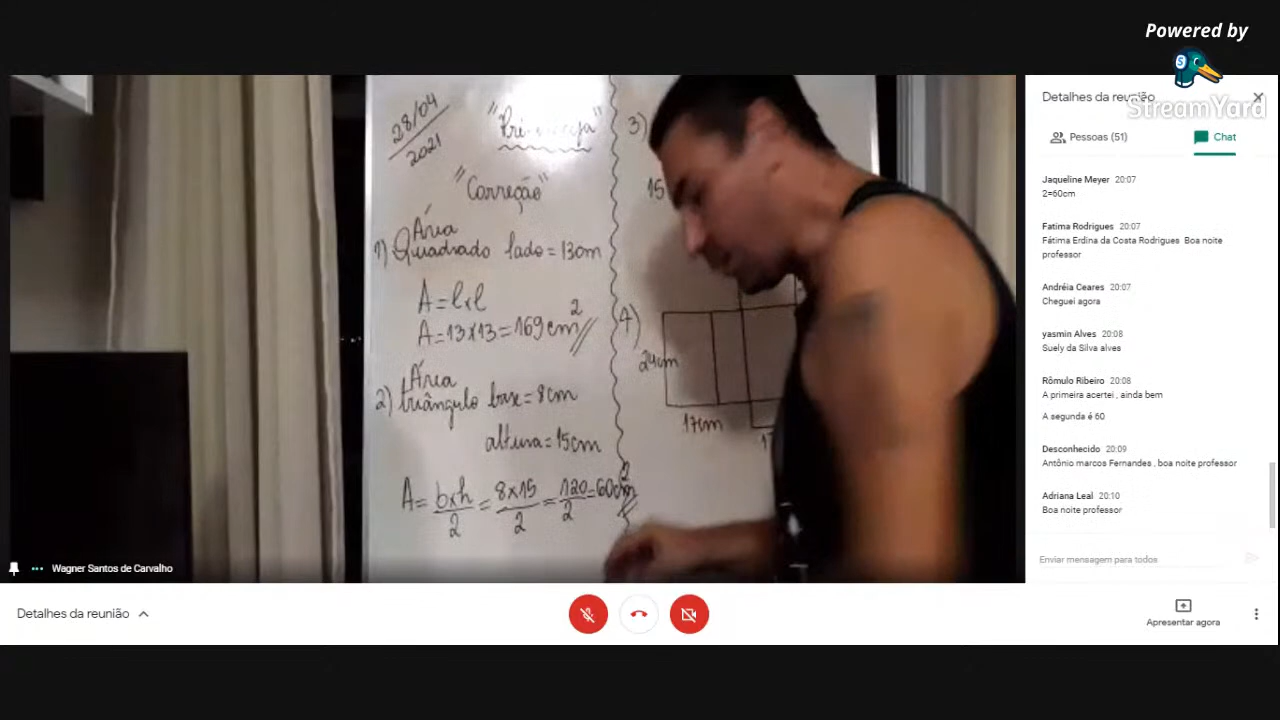 Powered by
StreamYard
28/04
2021
"Correção"
Área
1) Quadrado lado = 13cm
A = l x l
A = 13 x 13 = 169 cm²
Área
2) triângulo base = 8cm
altura = 15cm
A = b x h / 2 = 8 x 15 / 2 = 120 / 2 = 60cm²
3)
15
4)
24cm
17cm
Wagner Santos de Carvalho
Detalhes da reunião
Pessoas (51)
Chat
Jaqueline Meyer 20:07
2=60cm
Fatima Rodrigues 20:07
Fátima Erdina da Costa Rodrigues Boa noite
professor
Andréia Ceares 20:07
Cheguei agora
yasmin Alves 20:08
Suely da Silva alves
Rômulo Ribeiro 20:08
A primeira acertei , ainda bem
A segunda é 60
Desconhecido 20:09
Antônio marcos Fernandes , boa noite professor
Adriana Leal 20:10
Boa noite professor
Enviar mensagem para todos
Detalhes da reunião
Apresentar agora